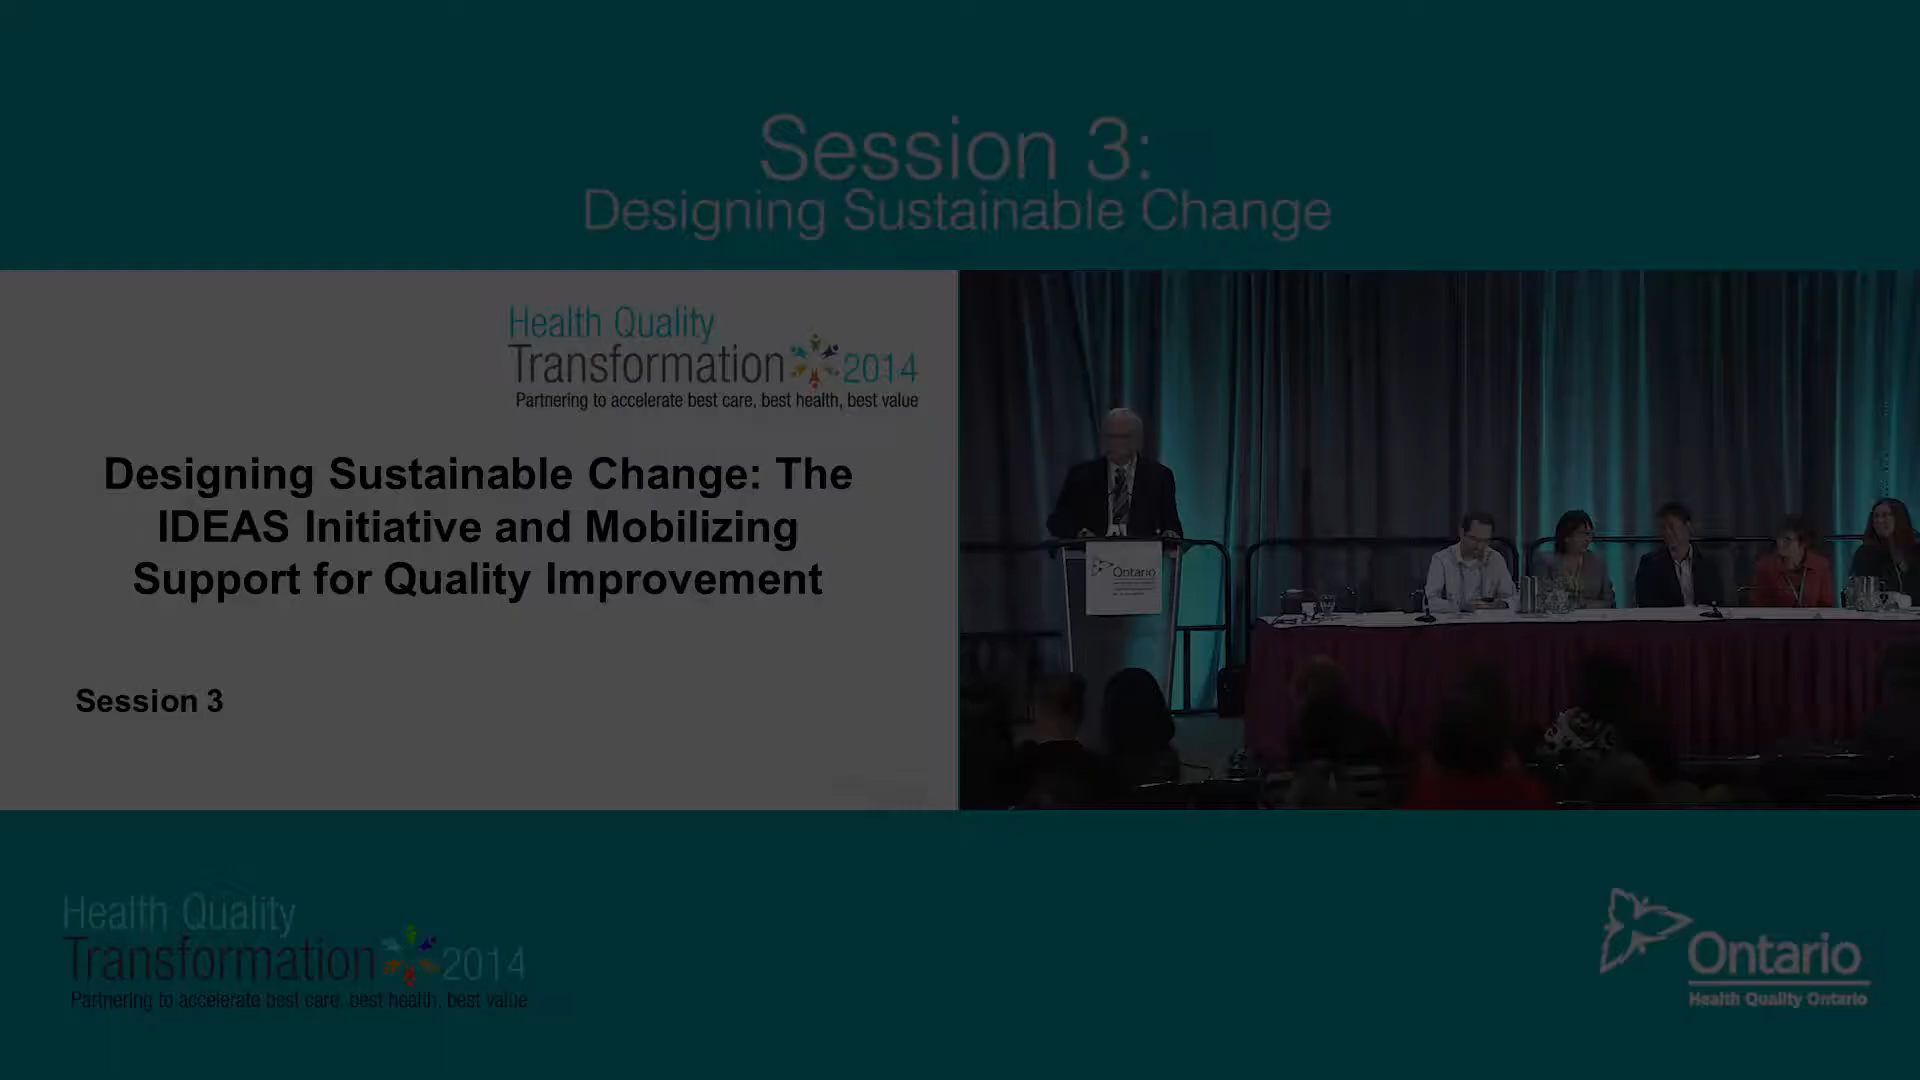 Session 3:
Designing Sustainable Change
Health Quality
Transformation 2014
Partnering to accelerate best care, best health, best value
Designing Sustainable Change: The
IDEAS Initiative and Mobilizing
Support for Quality Improvement
Session 3
Ontario
Health Quality
Transformation 2014
Partnering to accelerate best care, best health, best value
Ontario
Health Quality Ontario